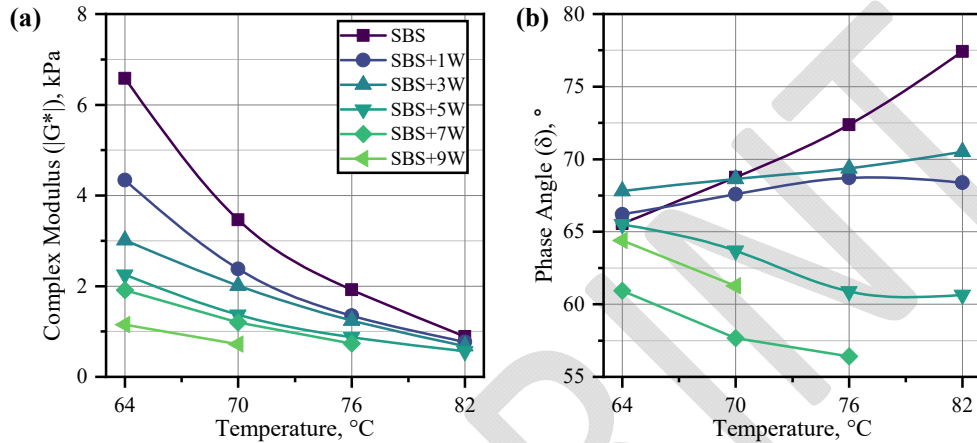 (a)
Complex Modulus (|G*|), kPa
8
6
4
2
0
64
70
76
82
Temperature, °C
SBS
SBS+1W
SBS+3W
SBS+5W
SBS+7W
SBS+9W
(b)
Phase Angle (δ), °
80
75
70
65
60
55
64
70
76
82
Temperature, °C